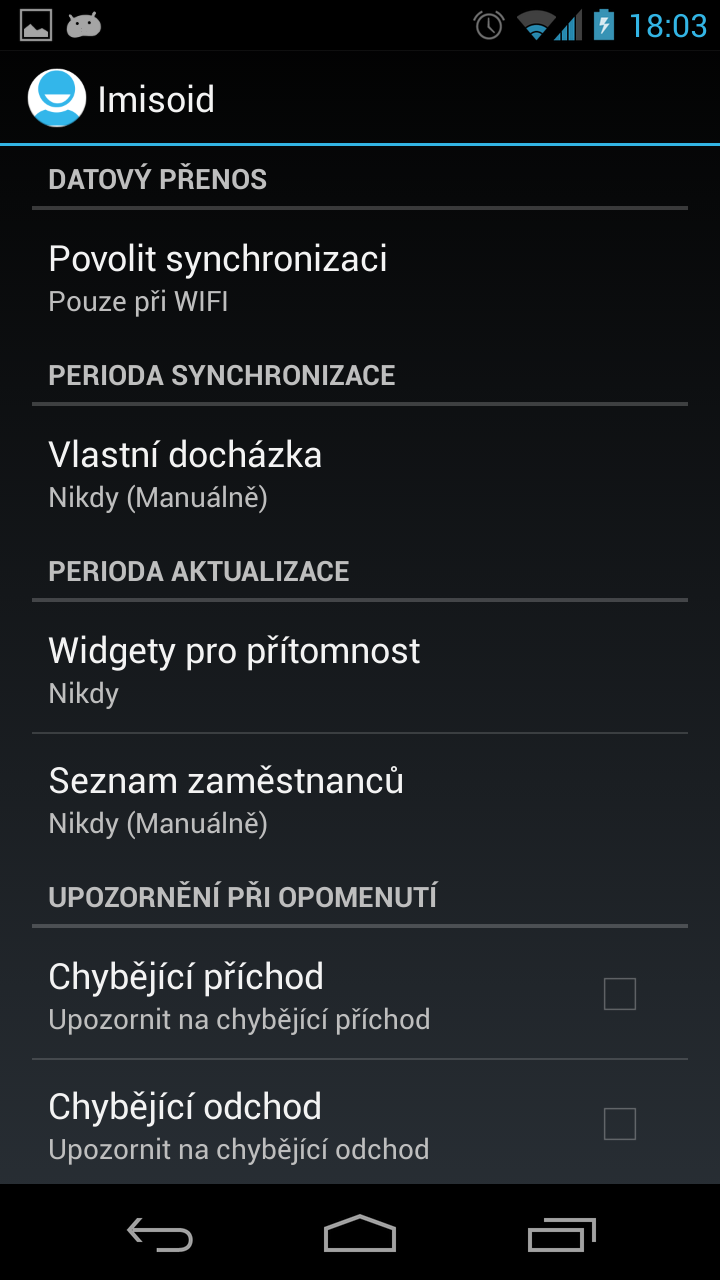 18:03
Imisoid
DATOVÝ PŘENOS
Povolit synchronizaci
Pouze při WIFI
PERIODA SYNCHRONIZACE
Vlastní docházka
Nikdy (Manuálně)
PERIODA AKTUALIZACE
Widgety pro přítomnost
Nikdy
Seznam zaměstnanců
Nikdy (Manuálně)
UPOZORNĚNÍ PŘI OPOMENUTÍ
Chybějící příchod
Upozornit na chybějící příchod
Chybějící odchod
Upozornit na chybějící odchod